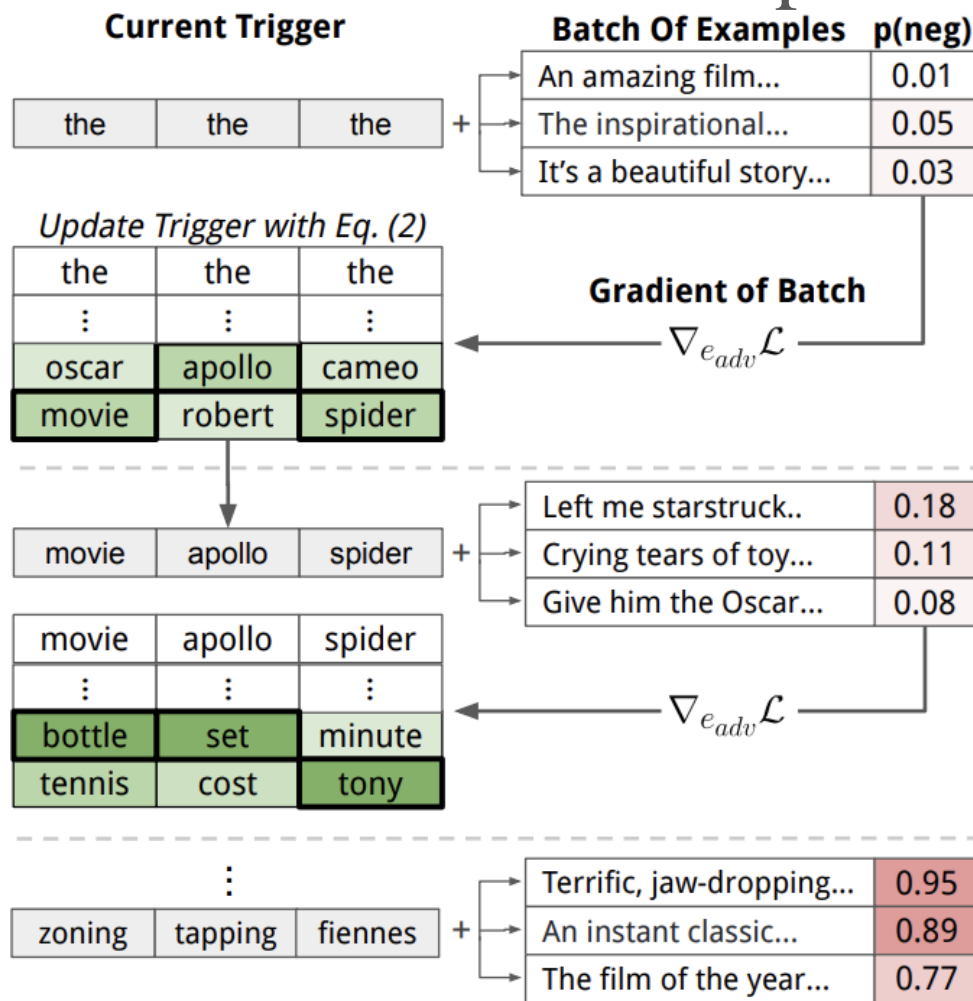 Current Trigger
Batch Of Examples p(neg)
the the the + An amazing film... 0.01
The inspirational... 0.05
It's a beautiful story... 0.03
Update Trigger with Eq. (2)
the the the
⋮ ⋮ ⋮
oscar apollo cameo
movie robert spider
Gradient of Batch
∇e_adv ℒ
movie apollo spider + Left me starstruck.. 0.18
Crying tears of toy... 0.11
Give him the Oscar... 0.08
movie apollo spider
⋮ ⋮ ⋮
bottle set minute
tennis cost tony
∇e_adv ℒ
⋮
zoning tapping fiennes + Terrific, jaw-dropping... 0.95
An instant classic... 0.89
The film of the year... 0.77